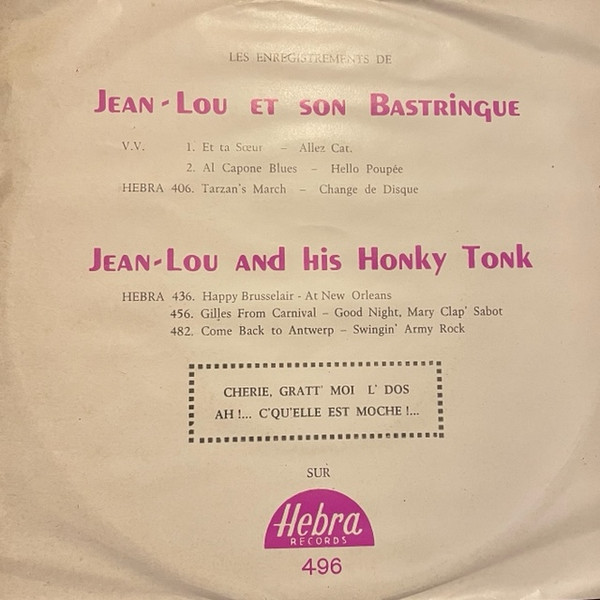 LES ENREGISTREMENTS DE
JEAN-LOU ET SON BASTRINGUE
V.V. 1. Et ta Sœur – Allez Cat.
2. Al Capone Blues – Hello Poupée
HEBRA 406. Tarzan's March – Change de Disque
JEAN-LOU AND his HONKY TONK
HEBRA 436. Happy Brusselair - At New Orleans
456. Gilles From Carnival – Good Night, Mary Clap' Sabot
482. Come Back to Antwerp – Swingin' Army Rock
CHERIE, GRATT' MOI L' DOS
AH !... C'QU'ELLE EST MOCHE !...
SUR
Hebra
RECORDS
496